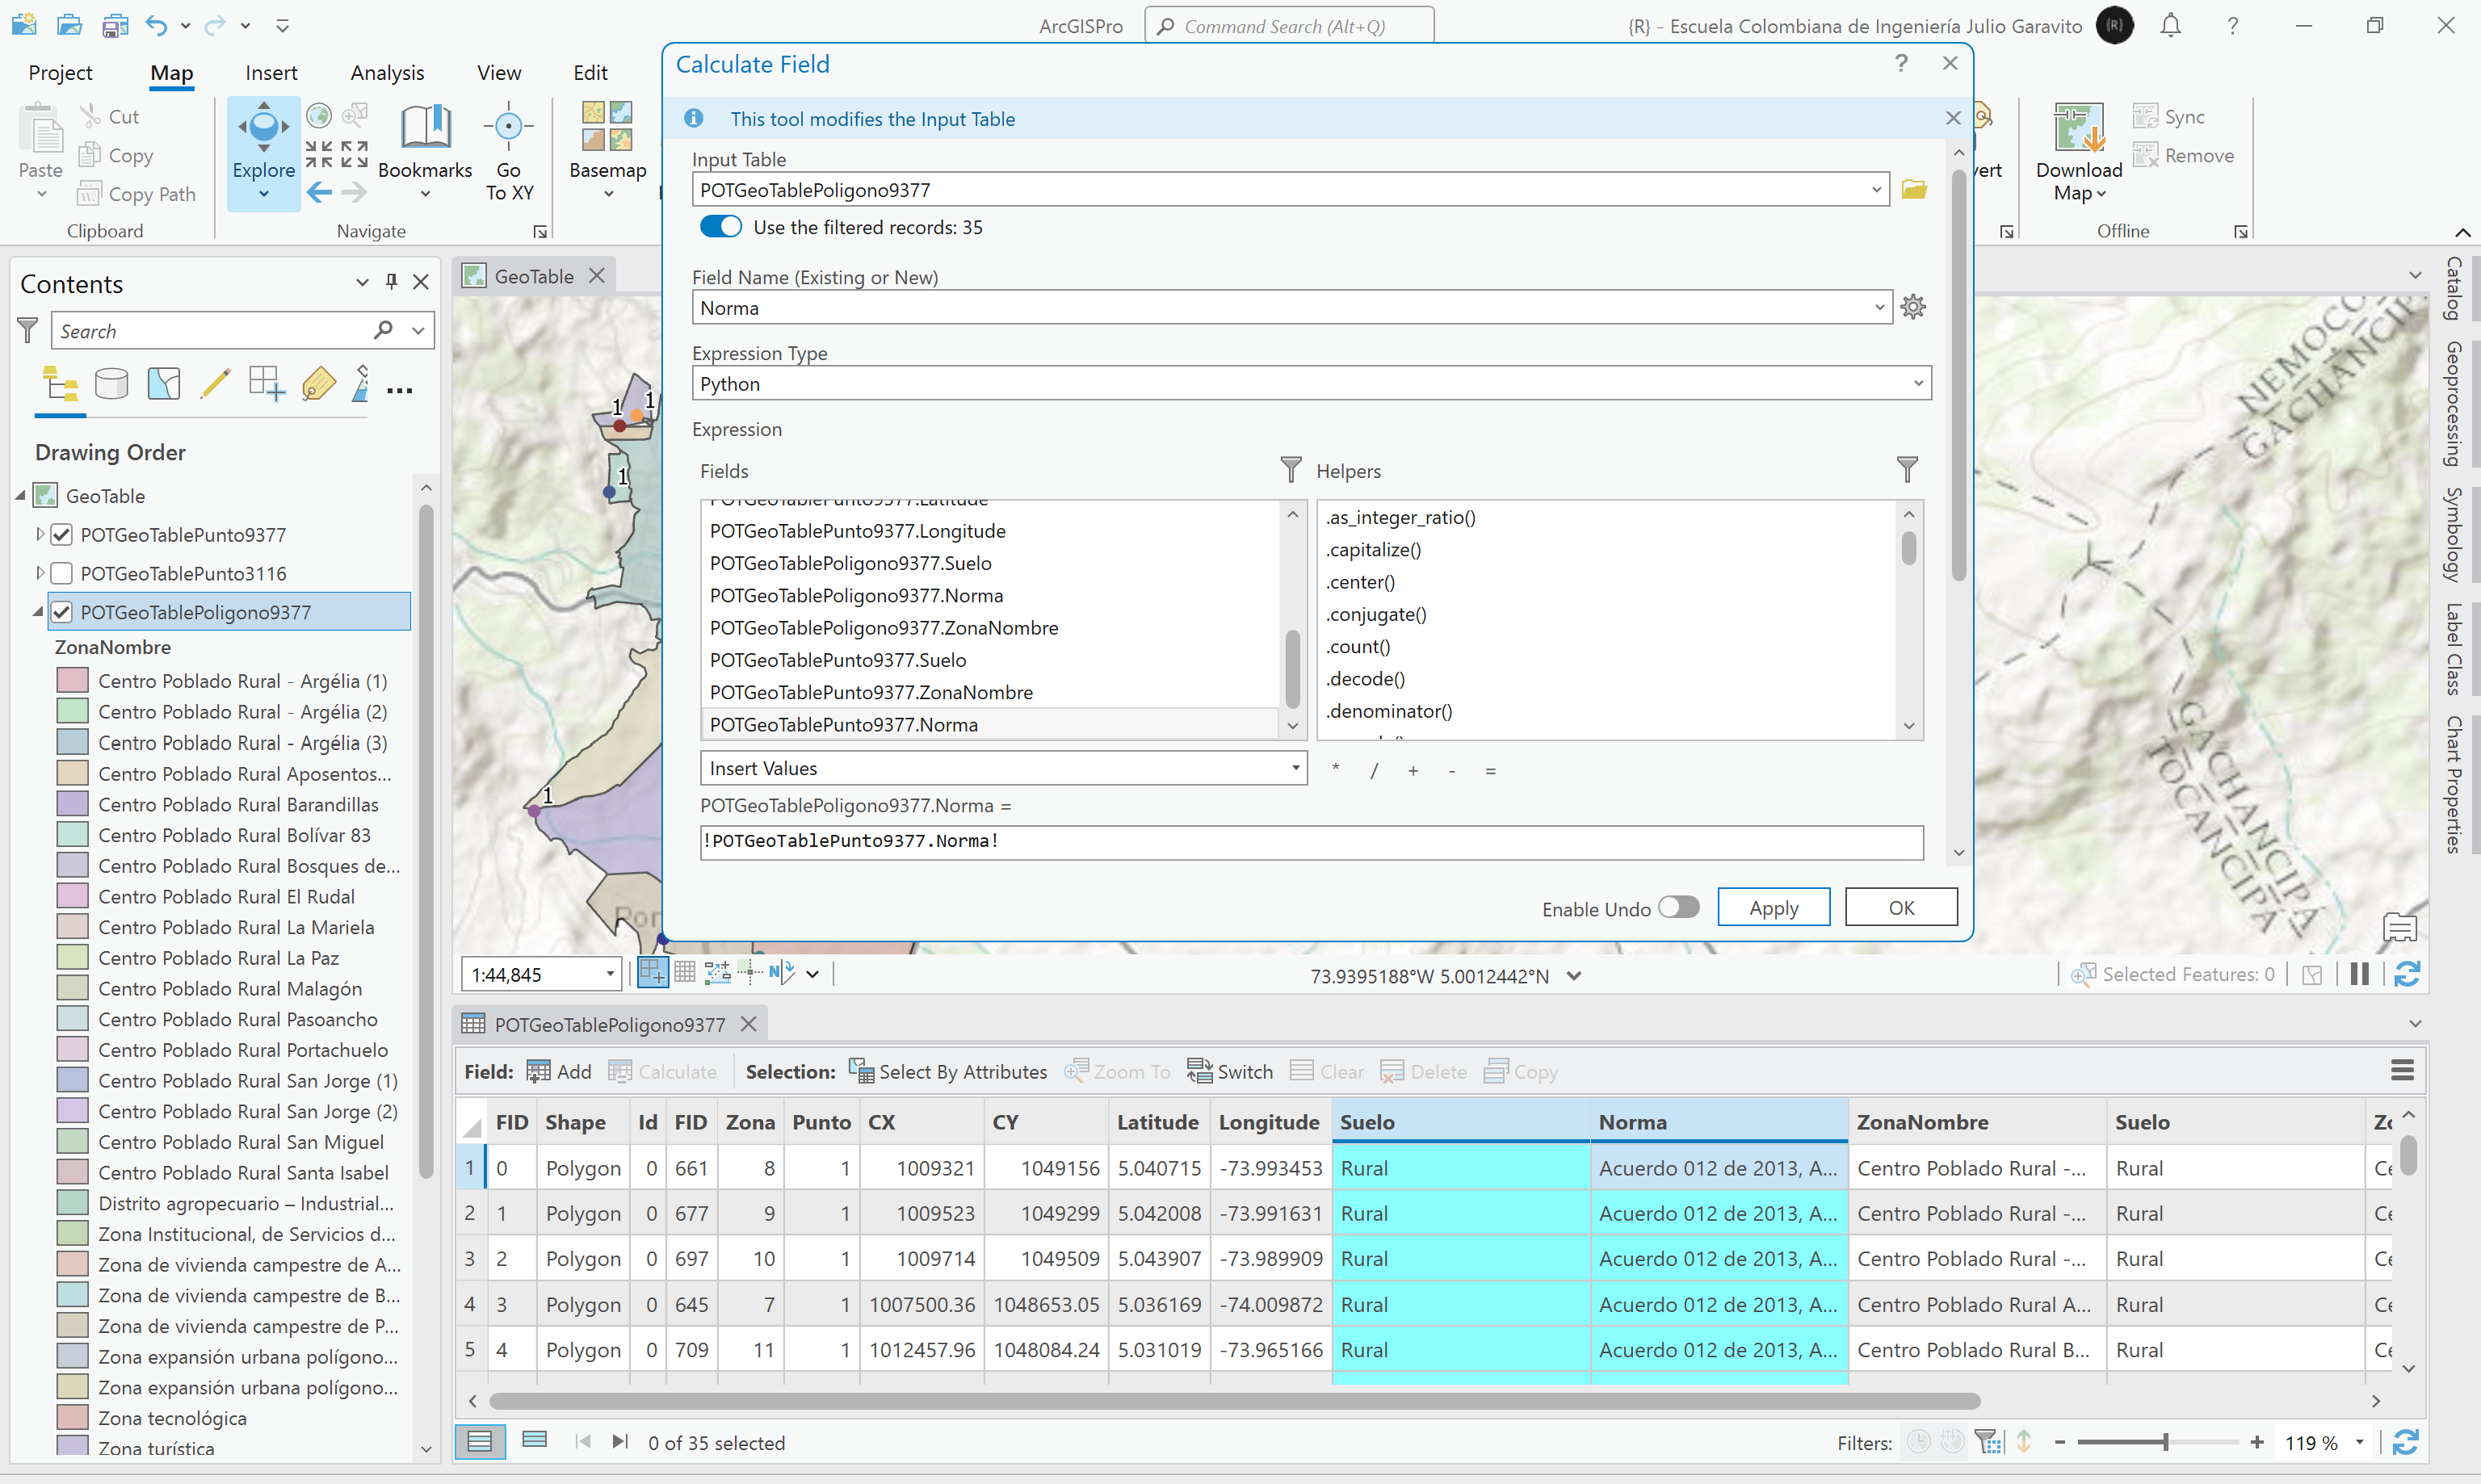 ArcGISPro
Command Search (Alt+Q)
{R} - Escuela Colombiana de Ingeniería Julio Garavito
{R}
?
Project
Map
Insert
Analysis
View
Edit
Paste
Cut
Copy
Copy Path
Clipboard
Explore
Bookmarks
Go To XY
Navigate
Basemap
Download Map
Sync
Remove
Offline
Calculate Field
?
This tool modifies the Input Table
Input Table
POTGeoTablePoligono9377
Use the filtered records: 35
Field Name (Existing or New)
Norma
Expression Type
Python
Expression
Fields
Helpers
POTGeoTablePunto9377.Latitude
POTGeoTablePunto9377.Longitude
POTGeoTablePoligono9377.Suelo
POTGeoTablePoligono9377.Norma
POTGeoTablePoligono9377.ZonaNombre
POTGeoTablePunto9377.Suelo
POTGeoTablePunto9377.ZonaNombre
POTGeoTablePunto9377.Norma
.as_integer_ratio()
.capitalize()
.center()
.conjugate()
.count()
.decode()
.denominator()
Insert Values
* / + - =
POTGeoTablePoligono9377.Norma =
!POTGeoTablePunto9377.Norma!
Enable Undo
Apply
OK
Contents
Search
Drawing Order
GeoTable
POTGeoTablePunto9377
POTGeoTablePunto3116
POTGeoTablePoligono9377
ZonaNombre
Centro Poblado Rural - Argélia (1)
Centro Poblado Rural - Argélia (2)
Centro Poblado Rural - Argélia (3)
Centro Poblado Rural Aposentos...
Centro Poblado Rural Barandillas
Centro Poblado Rural Bolívar 83
Centro Poblado Rural Bosques de...
Centro Poblado Rural El Rudal
Centro Poblado Rural La Mariela
Centro Poblado Rural La Paz
Centro Poblado Rural Malagón
Centro Poblado Rural Pasoancho
Centro Poblado Rural Portachuelo
Centro Poblado Rural San Jorge (1)
Centro Poblado Rural San Jorge (2)
Centro Poblado Rural San Miguel
Centro Poblado Rural Santa Isabel
Distrito agropecuario – Industrial...
Zona Institucional, de Servicios d...
Zona de vivienda campestre de A...
Zona de vivienda campestre de B...
Zona de vivienda campestre de P...
Zona expansión urbana polígono...
Zona expansión urbana polígono...
Zona tecnológica
Zona turística
GeoTable
1
1
1
1
GACHANCIPÁ
TOCANCIPÁ
Catalog
Geoprocessing
Symbology
Label Class
Chart Properties
1:44,845
73.9395188°W 5.0012442°N
Selected Features: 0
POTGeoTablePoligono9377
Field: Add Calculate Selection: Select By Attributes Zoom To Switch Clear Delete Copy
FID Shape Id FID Zona Punto CX CY Latitude Longitude Suelo Norma ZonaNombre Suelo
1 0 Polygon 0 661 8 1 1009321 1049156 5.040715 -73.993453 Rural Acuerdo 012 de 2013, A... Centro Poblado Rural -... Rural
2 1 Polygon 0 677 9 1 1009523 1049299 5.042008 -73.991631 Rural Acuerdo 012 de 2013, A... Centro Poblado Rural -... Rural
3 2 Polygon 0 697 10 1 1009714 1049509 5.043907 -73.989909 Rural Acuerdo 012 de 2013, A... Centro Poblado Rural -... Rural
4 3 Polygon 0 645 7 1 1007500.36 1048653.05 5.036169 -74.009872 Rural Acuerdo 012 de 2013, A... Centro Poblado Rural A... Rural
5 4 Polygon 0 709 11 1 1012457.96 1048084.24 5.031019 -73.965166 Rural Acuerdo 012 de 2013, A... Centro Poblado Rural B... Rural
0 of 35 selected
Filters:
119 %